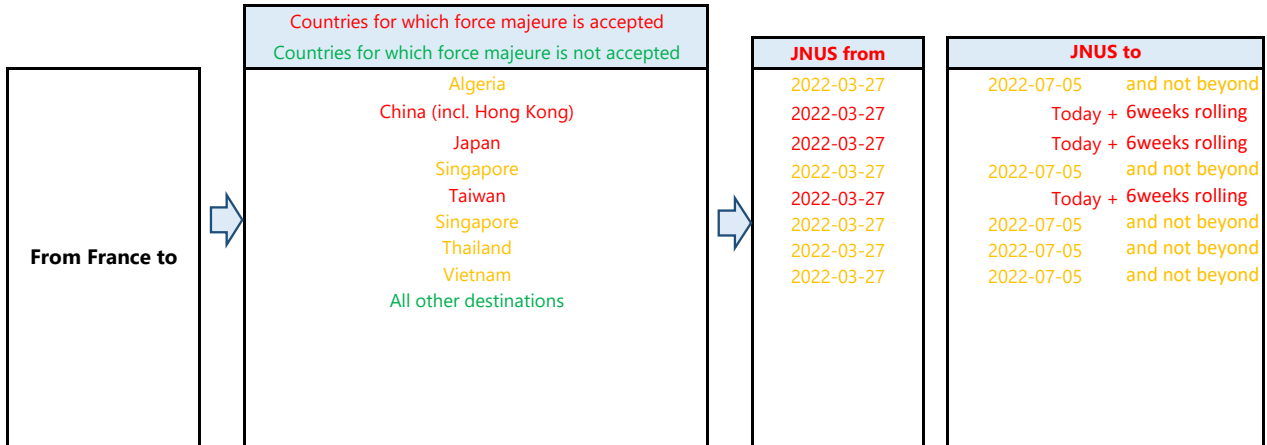 Countries for which force majeure is accepted
Countries for which force majeure is not accepted
JNUS from
JNUS to
From France to
Algeria 2022-03-27 2022-07-05 and not beyond
China (incl. Hong Kong) 2022-03-27 Today + 6weeks rolling
Japan 2022-03-27 Today + 6weeks rolling
Singapore 2022-03-27 2022-07-05 and not beyond
Taiwan 2022-03-27 Today + 6weeks rolling
Singapore 2022-03-27 2022-07-05 and not beyond
Thailand 2022-03-27 2022-07-05 and not beyond
Vietnam 2022-03-27 2022-07-05 and not beyond
All other destinations